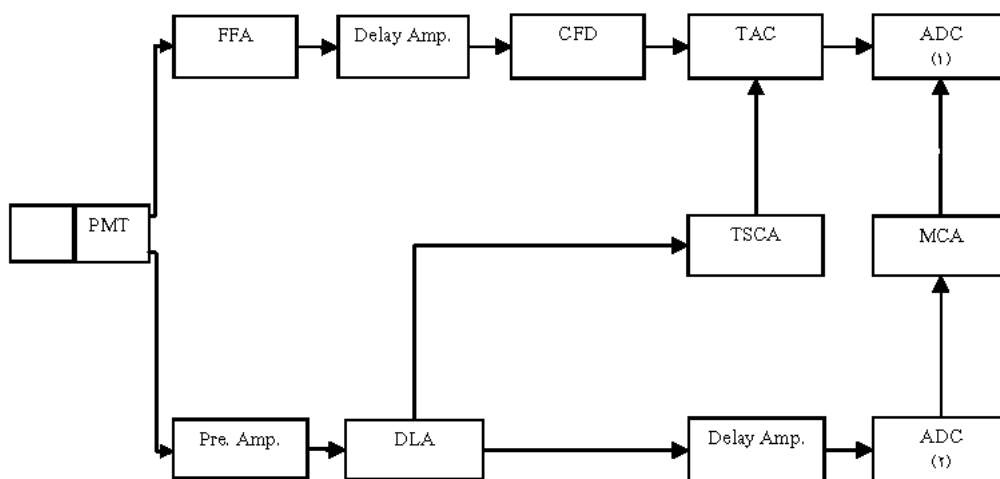 FFA
Delay Amp.
CFD
TAC
ADC
(١)
PMT
TSCA
MCA
Pre. Amp.
DLA
Delay Amp.
ADC
(٢)